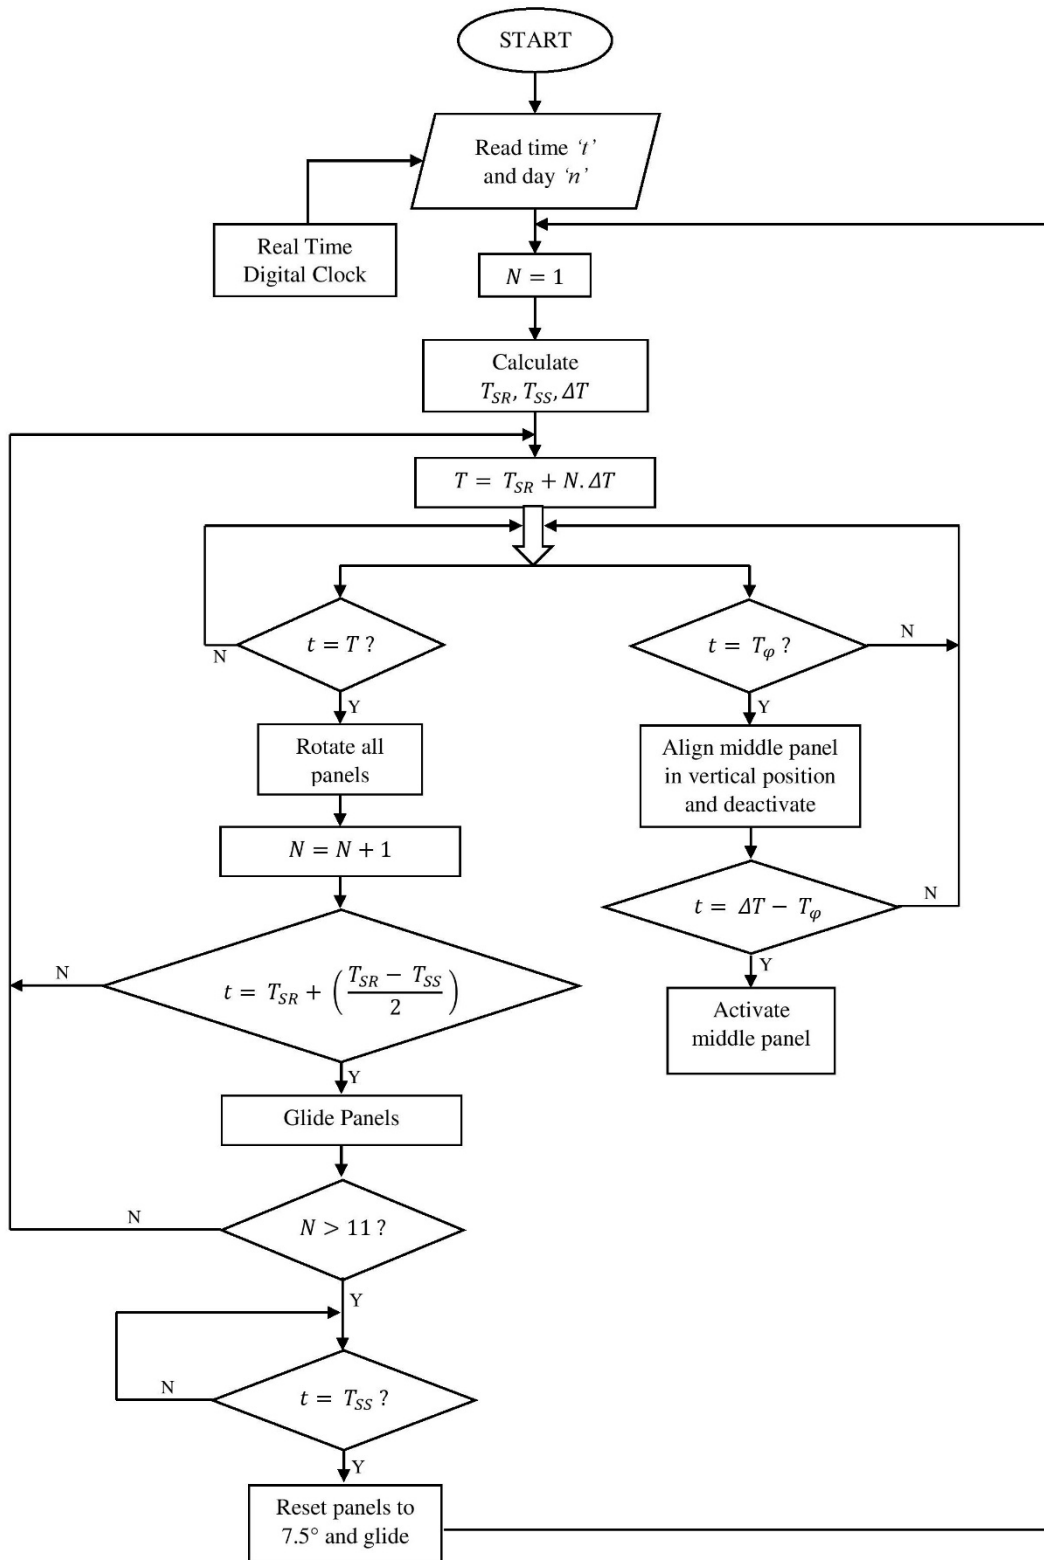 START
Read time ‘t’
and day ‘n’
Real Time
Digital Clock
N = 1
Calculate
T_SR, T_SS, ΔT
T = T_SR + N. ΔT
t = T ?
N
Y
t = T_φ ?
N
Y
Rotate all
panels
Align middle panel
in vertical position
and deactivate
N = N + 1
t = ΔT − T_φ
N
Y
t = T_SR + ( (T_SR − T_SS) / 2 )
N
Y
Activate
middle panel
Glide Panels
N > 11 ?
N
Y
t = T_SS ?
N
Y
Reset panels to
7.5° and glide